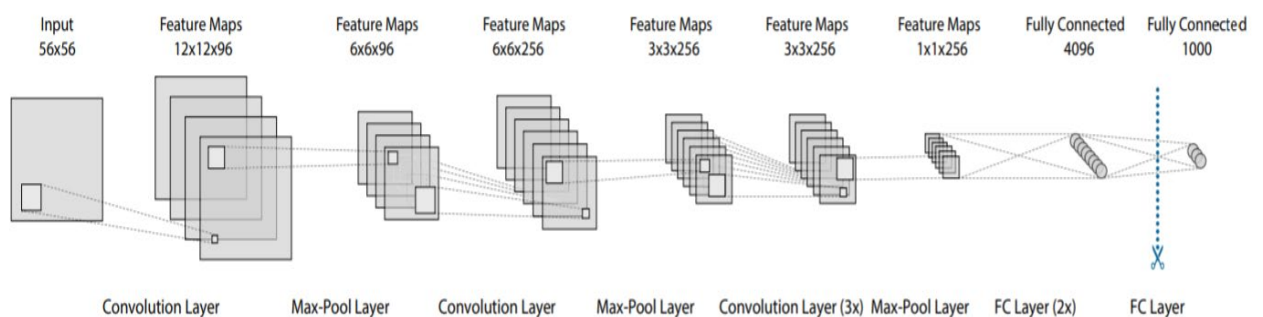 Input
56x56
Feature Maps
12x12x96
Feature Maps
6x6x96
Feature Maps
6x6x256
Feature Maps
3x3x256
Feature Maps
3x3x256
Feature Maps
1x1x256
Fully Connected
4096
Fully Connected
1000
Convolution Layer
Max-Pool Layer
Convolution Layer
Max-Pool Layer
Convolution Layer (3x)
Max-Pool Layer
FC Layer (2x)
FC Layer